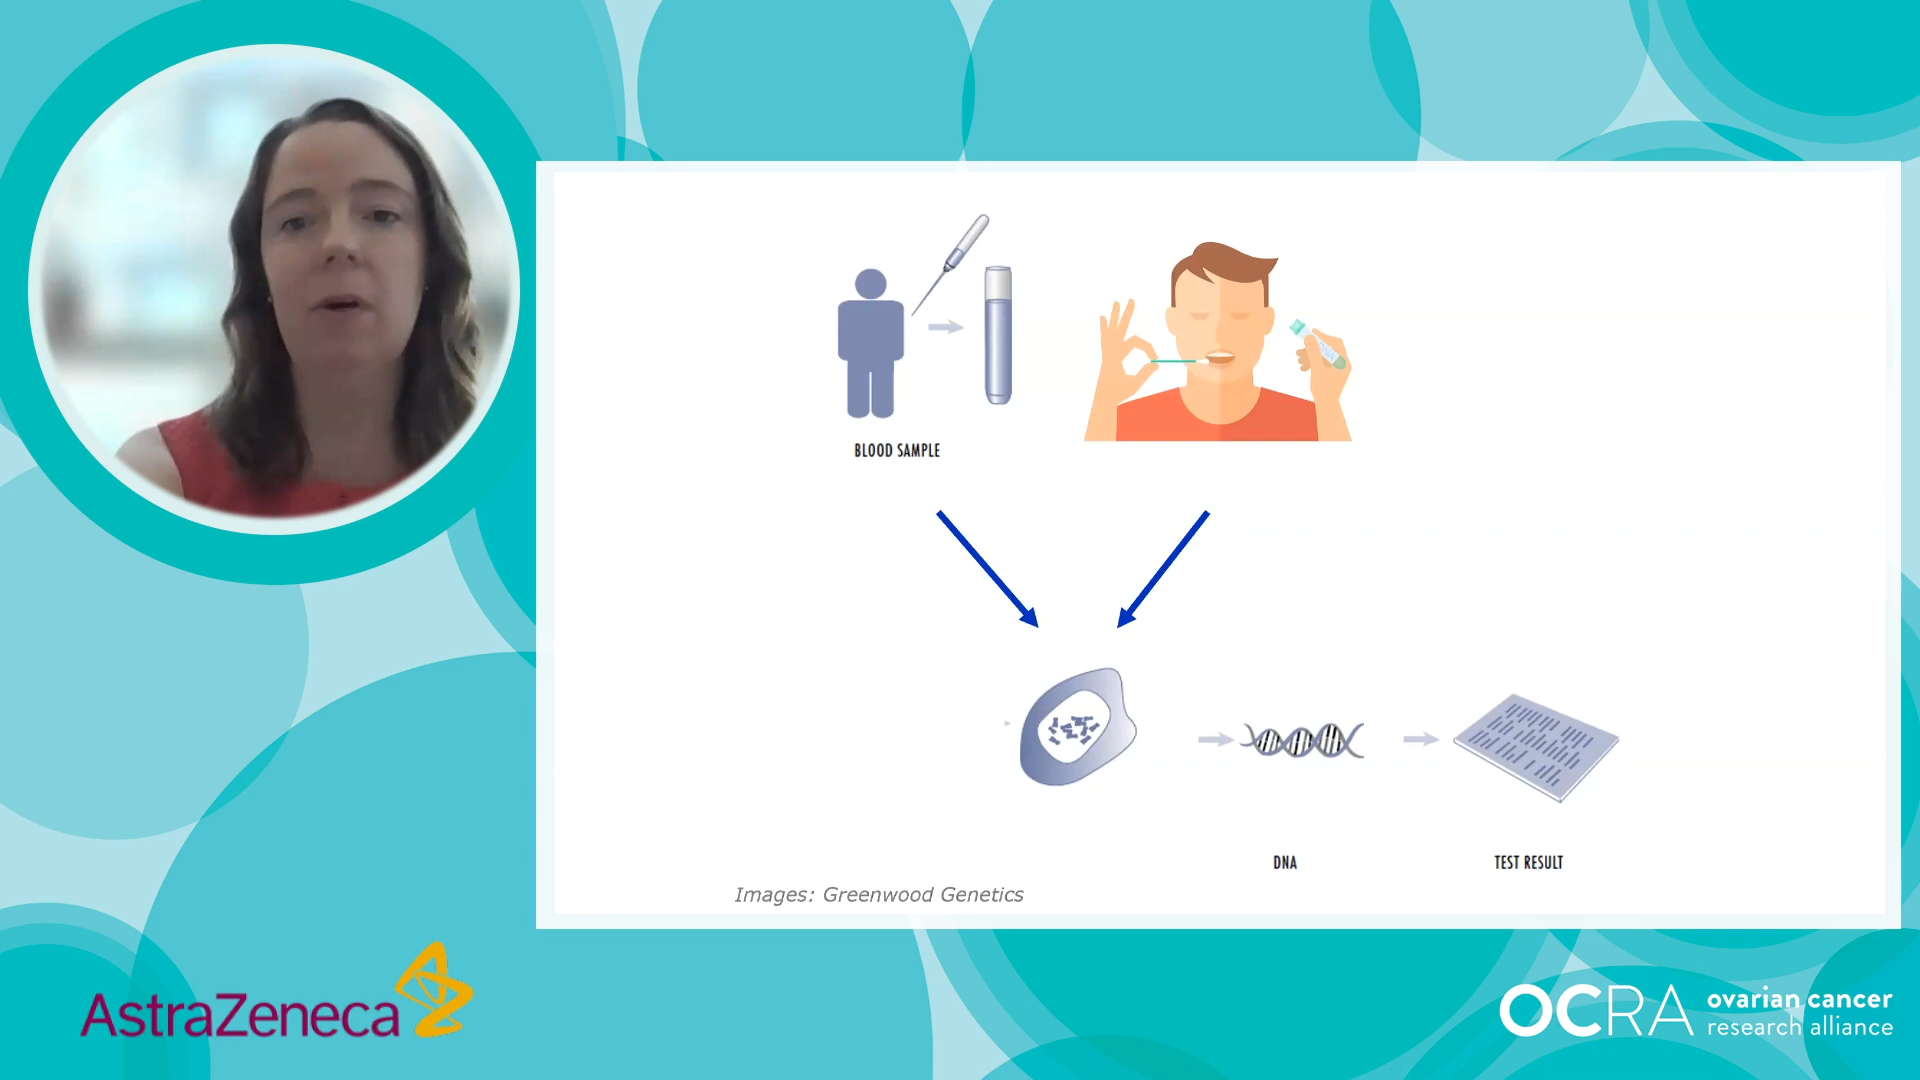 BLOOD SAMPLE
DNA
TEST RESULT
Images: Greenwood Genetics
AstraZeneca
OCRA ovarian cancer
research alliance